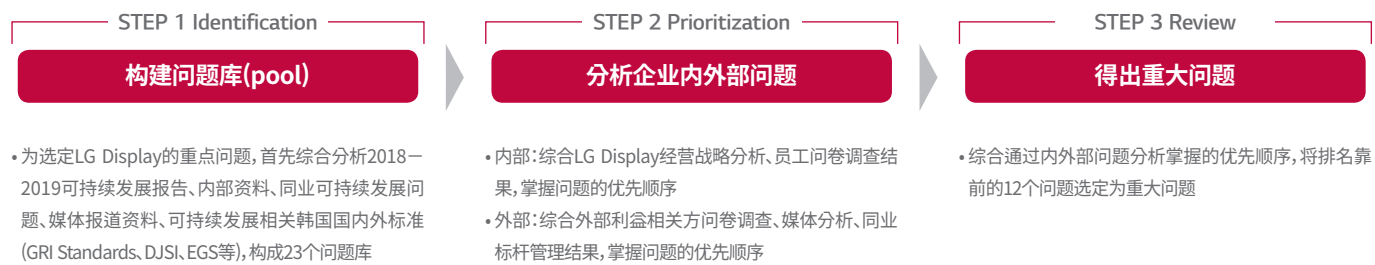 STEP 1 Identification
构建问题库(pool)
• 为选定LG Display的重点问题，首先综合分析2018－
2019可持续发展报告、内部资料、同业可持续发展问
题、媒体报道资料、可持续发展相关韩国国内外标准
(GRI Standards、DJSI、EGS等)，构成23个问题库
STEP 2 Prioritization
分析企业内外部问题
• 内部：综合LG Display经营战略分析、员工问卷调查结
果，掌握问题的优先顺序
• 外部：综合外部利益相关方问卷调查、媒体分析、同业
标杆管理结果，掌握问题的优先顺序
STEP 3 Review
得出重大问题
• 综合通过内外部问题分析掌握的优先顺序，将排名靠
前的12个问题选定为重大问题